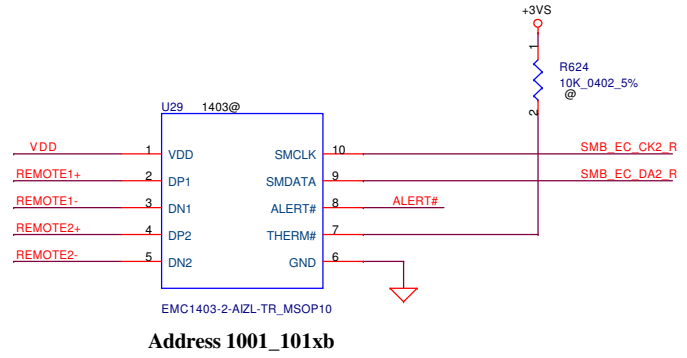 +3VS
1
R624
10K_0402_5%
@
2
U29 1403@
VDD 1 VDD SMCLK 10 SMB_EC_CK2_R
REMOTE1+ 2 DP1 SMDATA 9 SMB_EC_DA2_R
REMOTE1- 3 DN1 ALERT# 8 ALERT#
REMOTE2+ 4 DP2 THERM# 7
REMOTE2- 5 DN2 GND 6
EMC1403-2-AIZL-TR_MSOP10
Address 1001_101xb